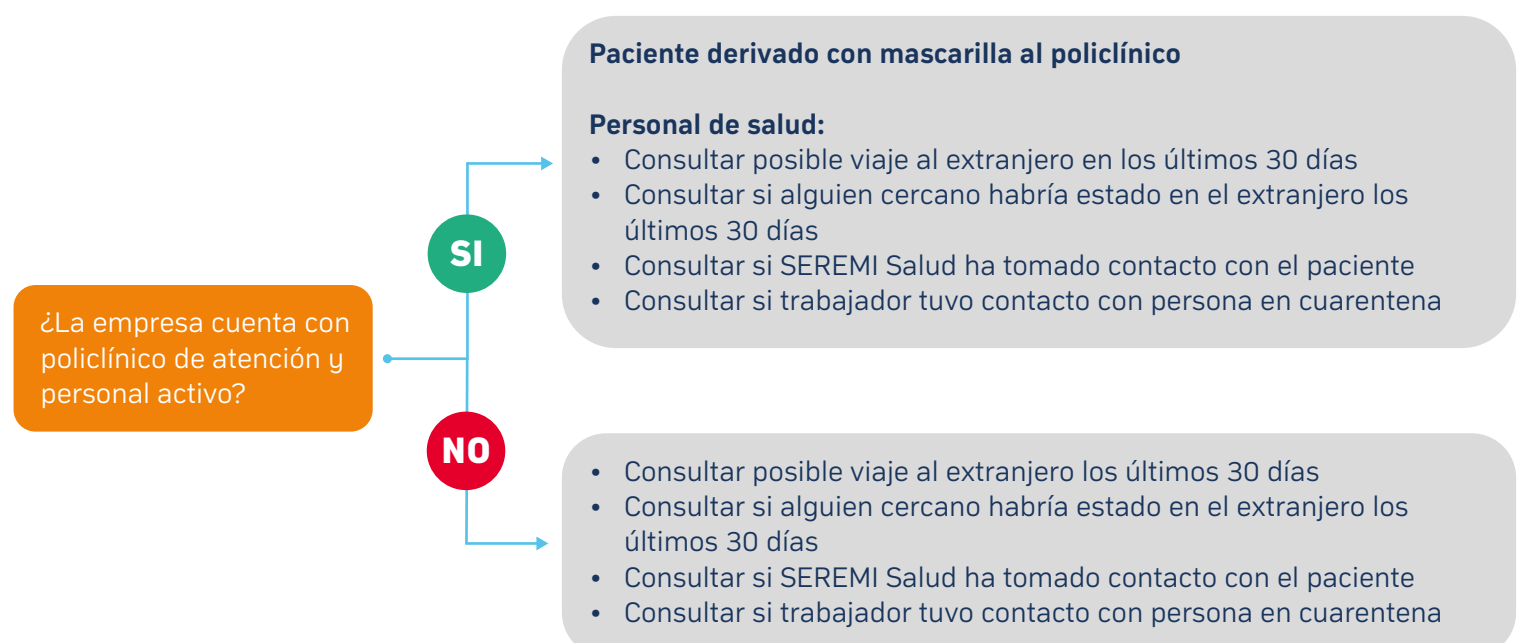 Paciente derivado con mascarilla al policlínico
Personal de salud:
• Consultar posible viaje al extranjero en los últimos 30 días
• Consultar si alguien cercano habría estado en el extranjero los
últimos 30 días
• Consultar si SEREMI Salud ha tomado contacto con el paciente
• Consultar si trabajador tuvo contacto con persona en cuarentena
SI
¿La empresa cuenta con
policlínico de atención y
personal activo?
NO
• Consultar posible viaje al extranjero los últimos 30 días
• Consultar si alguien cercano habría estado en el extranjero los
últimos 30 días
• Consultar si SEREMI Salud ha tomado contacto con el paciente
• Consultar si trabajador tuvo contacto con persona en cuarentena